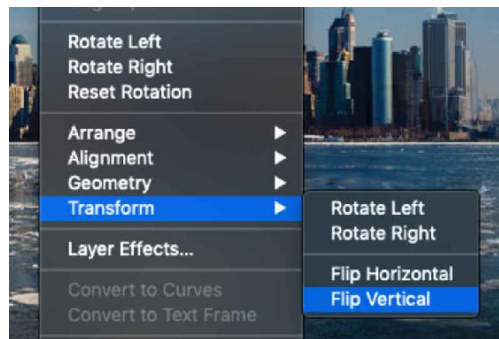 Rotate Left
Rotate Right
Reset Rotation
Arrange
Alignment
Geometry
Transform
Layer Effects...
Convert to Curves
Convert to Text Frame
Rotate Left
Rotate Right
Flip Horizontal
Flip Vertical